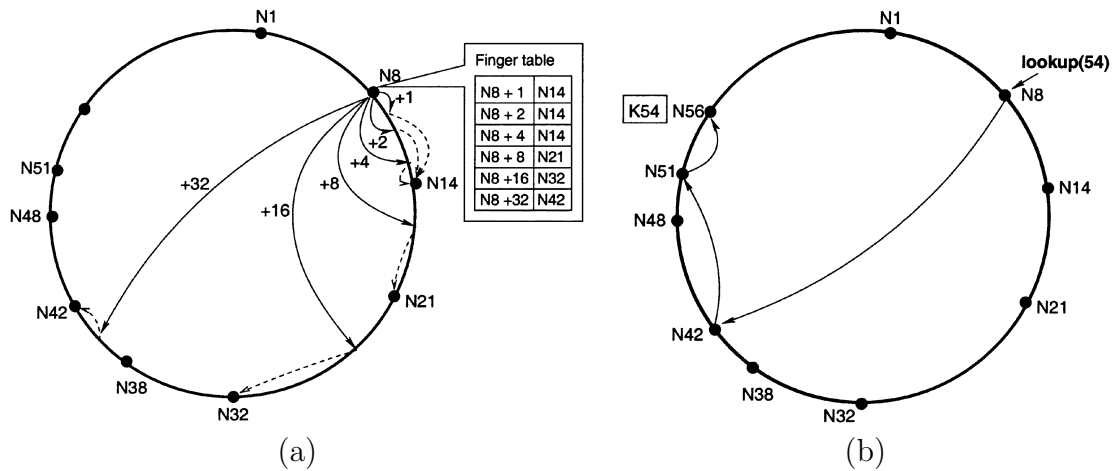 N1
N8
Finger table
N8 + 1 N14
N8 + 2 N14
N8 + 4 N14
N8 + 8 N21
N8 +16 N32
N8 +32 N42
+1
+2
+4
+8
+16
+32
N14
N21
N32
N38
N42
N48
N51
(a)
N1
lookup(54)
N8
K54 N56
N51
N14
N48
N21
N42
N38
N32
(b)